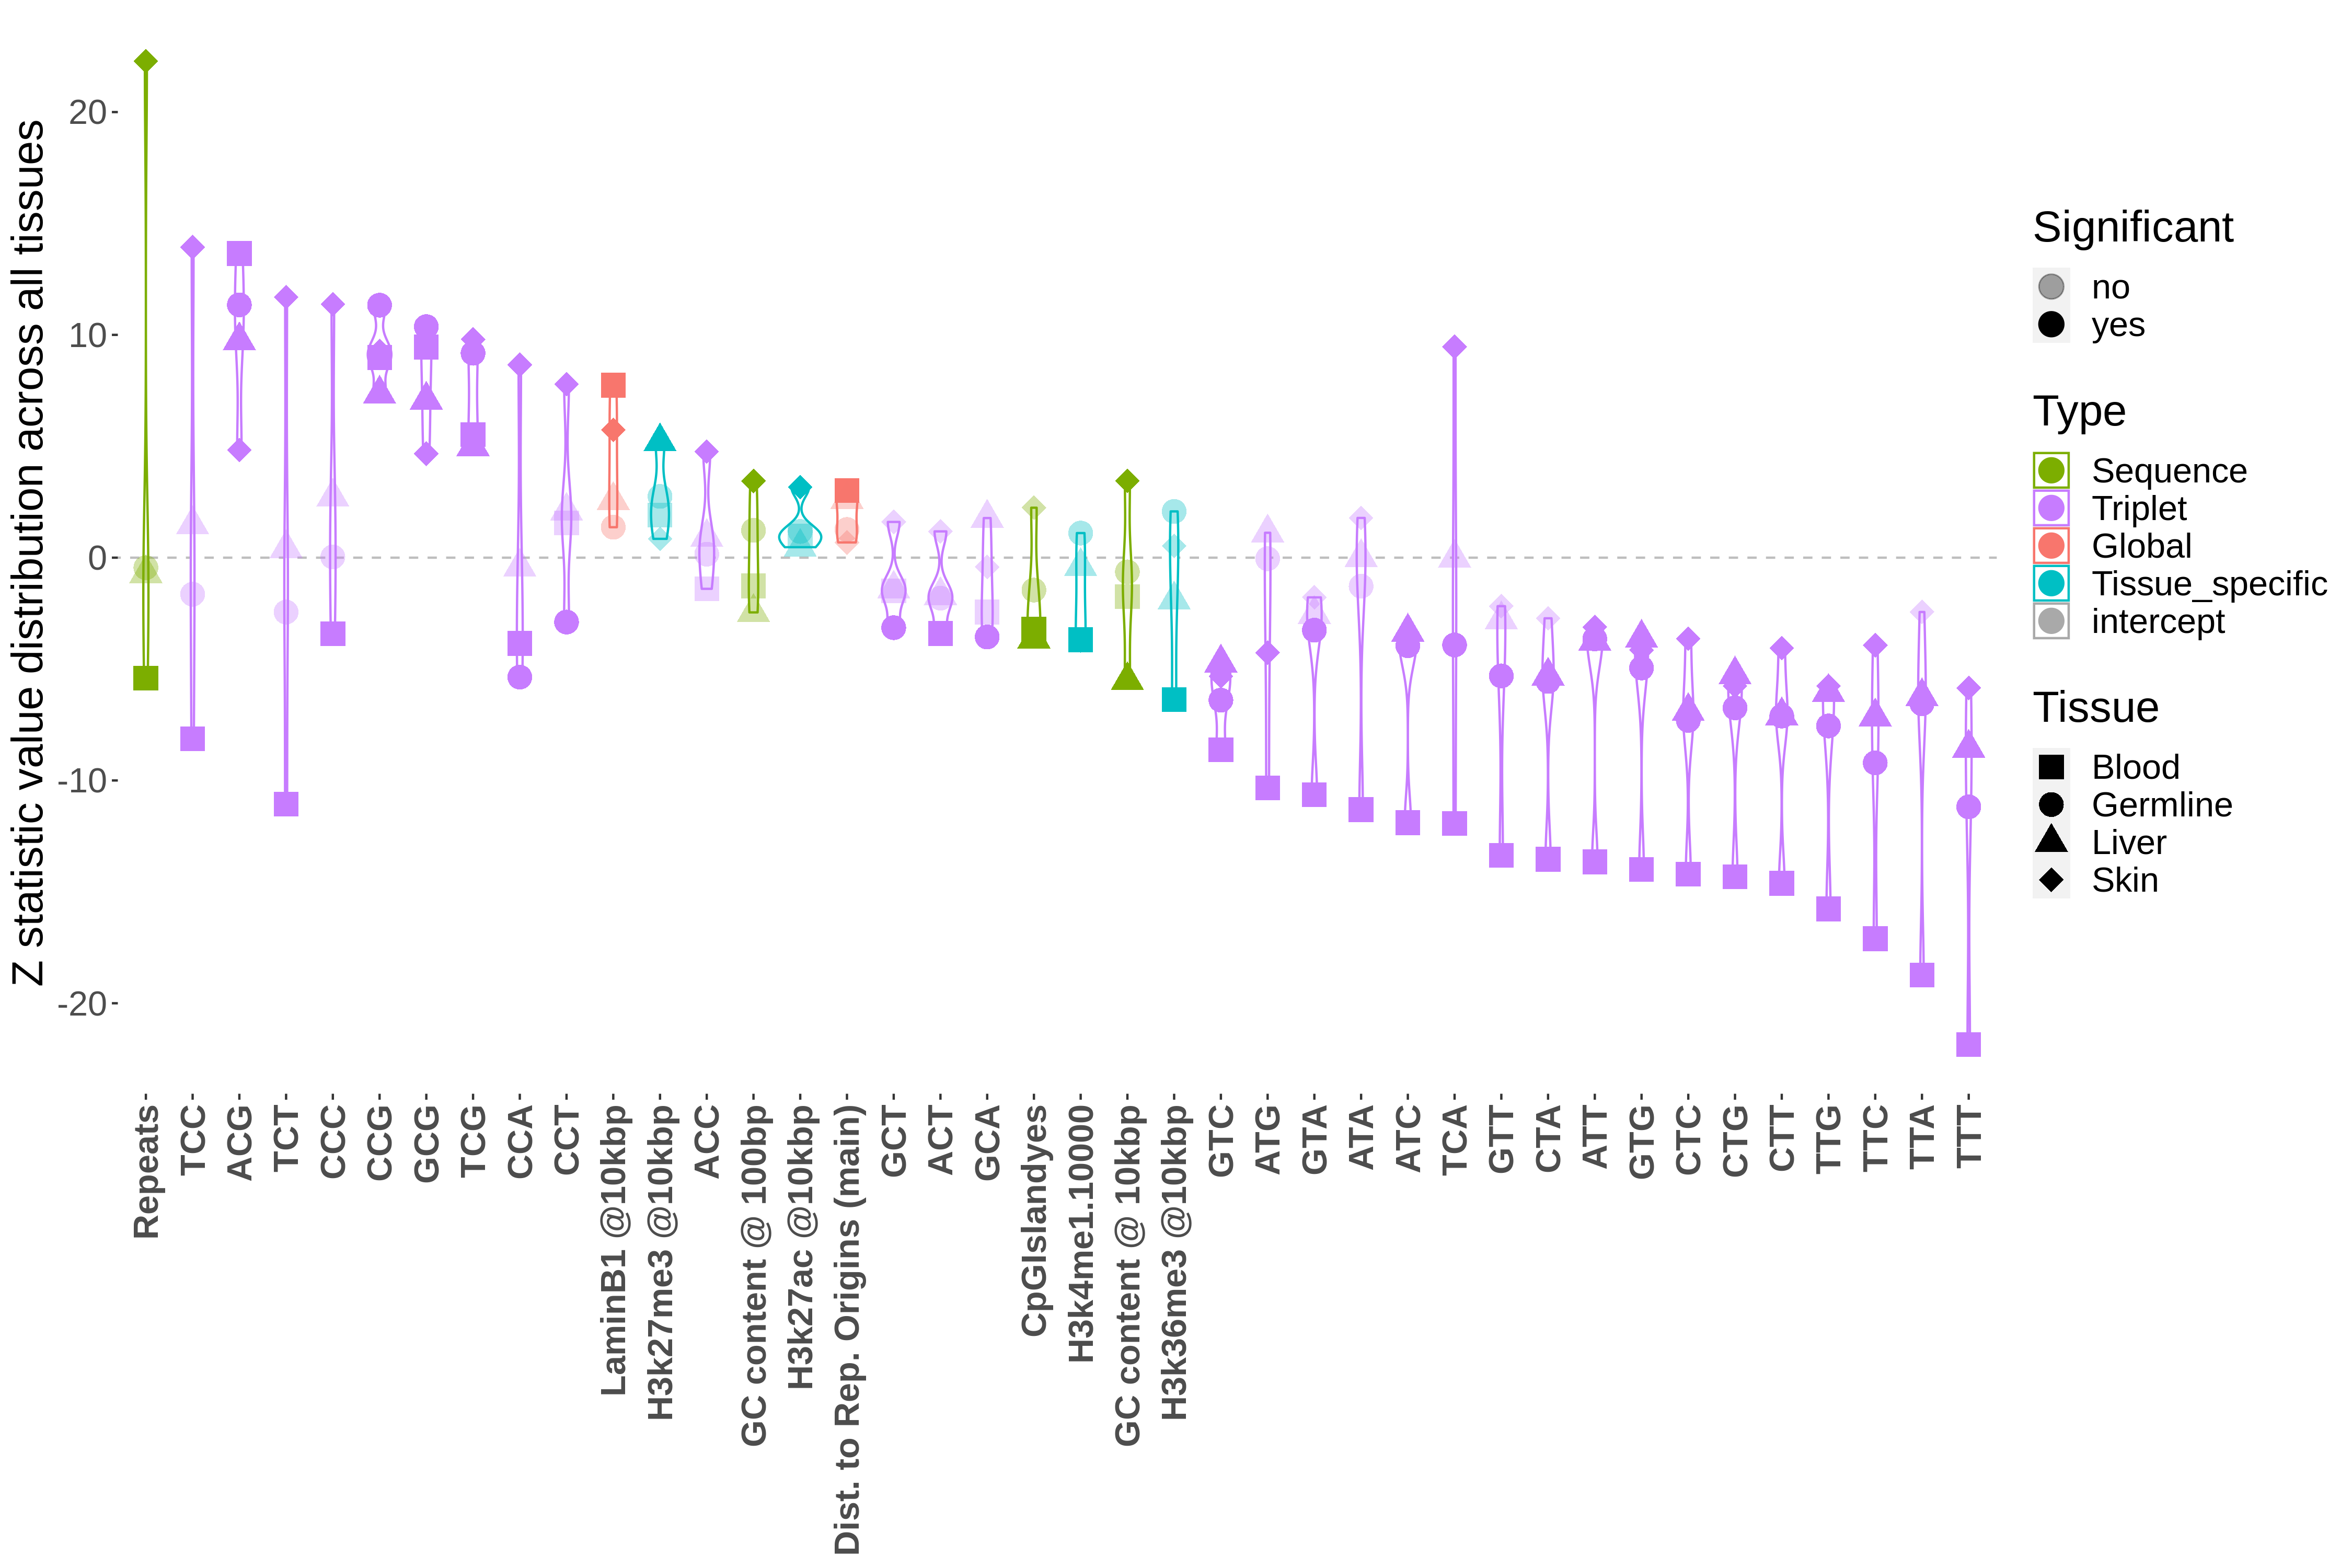 Z statistic value distribution across all tissues
20
10
0
-10
-20
Repeats
TCC
ACG
TCT
CCC
CCG
GCG
TCG
CCA
CCT
LaminB1 @10kbp
H3k27me3 @10kbp
ACC
GC content @ 100bp
H3k27ac @10kbp
Dist. to Rep. Origins (main)
GCT
ACT
GCA
CpGIslandyes
H3k4me1.10000
GC content @ 10kbp
H3k36me3 @10kbp
GTC
ATG
GTA
ATA
ATC
TCA
GTT
CTA
ATT
GTG
CTC
CTG
CTT
TTG
TTC
TTA
TTT
Significant
no
yes
Type
Sequence
Triplet
Global
Tissue_specific
intercept
Tissue
Blood
Germline
Liver
Skin